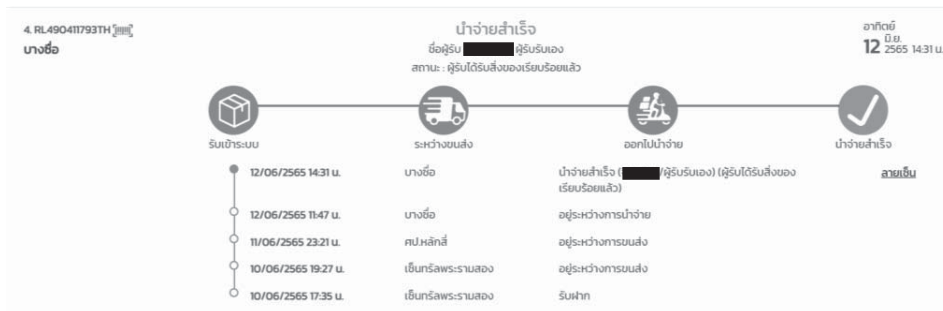 4. RL490411793TH
บางซื่อ
นำจ่ายสำเร็จ
ชื่อผู้รับ ผู้รับรับเอง
สถานะ : ผู้รับได้รับสิ่งของเรียบร้อยแล้ว
อาทิตย์
12 มิ.ย. 2565 14:31 น.
รับเข้าระบบ ระหว่างขนส่ง ออกไปนำจ่าย นำจ่ายสำเร็จ
12/06/2565 14:31 น. บางซื่อ นำจ่ายสำเร็จ ( /ผู้รับรับเอง) (ผู้รับได้รับสิ่งของ ลายเซ็น
เรียบร้อยแล้ว)
12/06/2565 11:47 น. บางซื่อ อยู่ระหว่างการนำจ่าย
11/06/2565 23:21 น. ศป.หลักสี่ อยู่ระหว่างการขนส่ง
10/06/2565 19:27 น. เซ็นทรัลพระรามสอง อยู่ระหว่างการขนส่ง
10/06/2565 17:35 น. เซ็นทรัลพระรามสอง รับฝาก